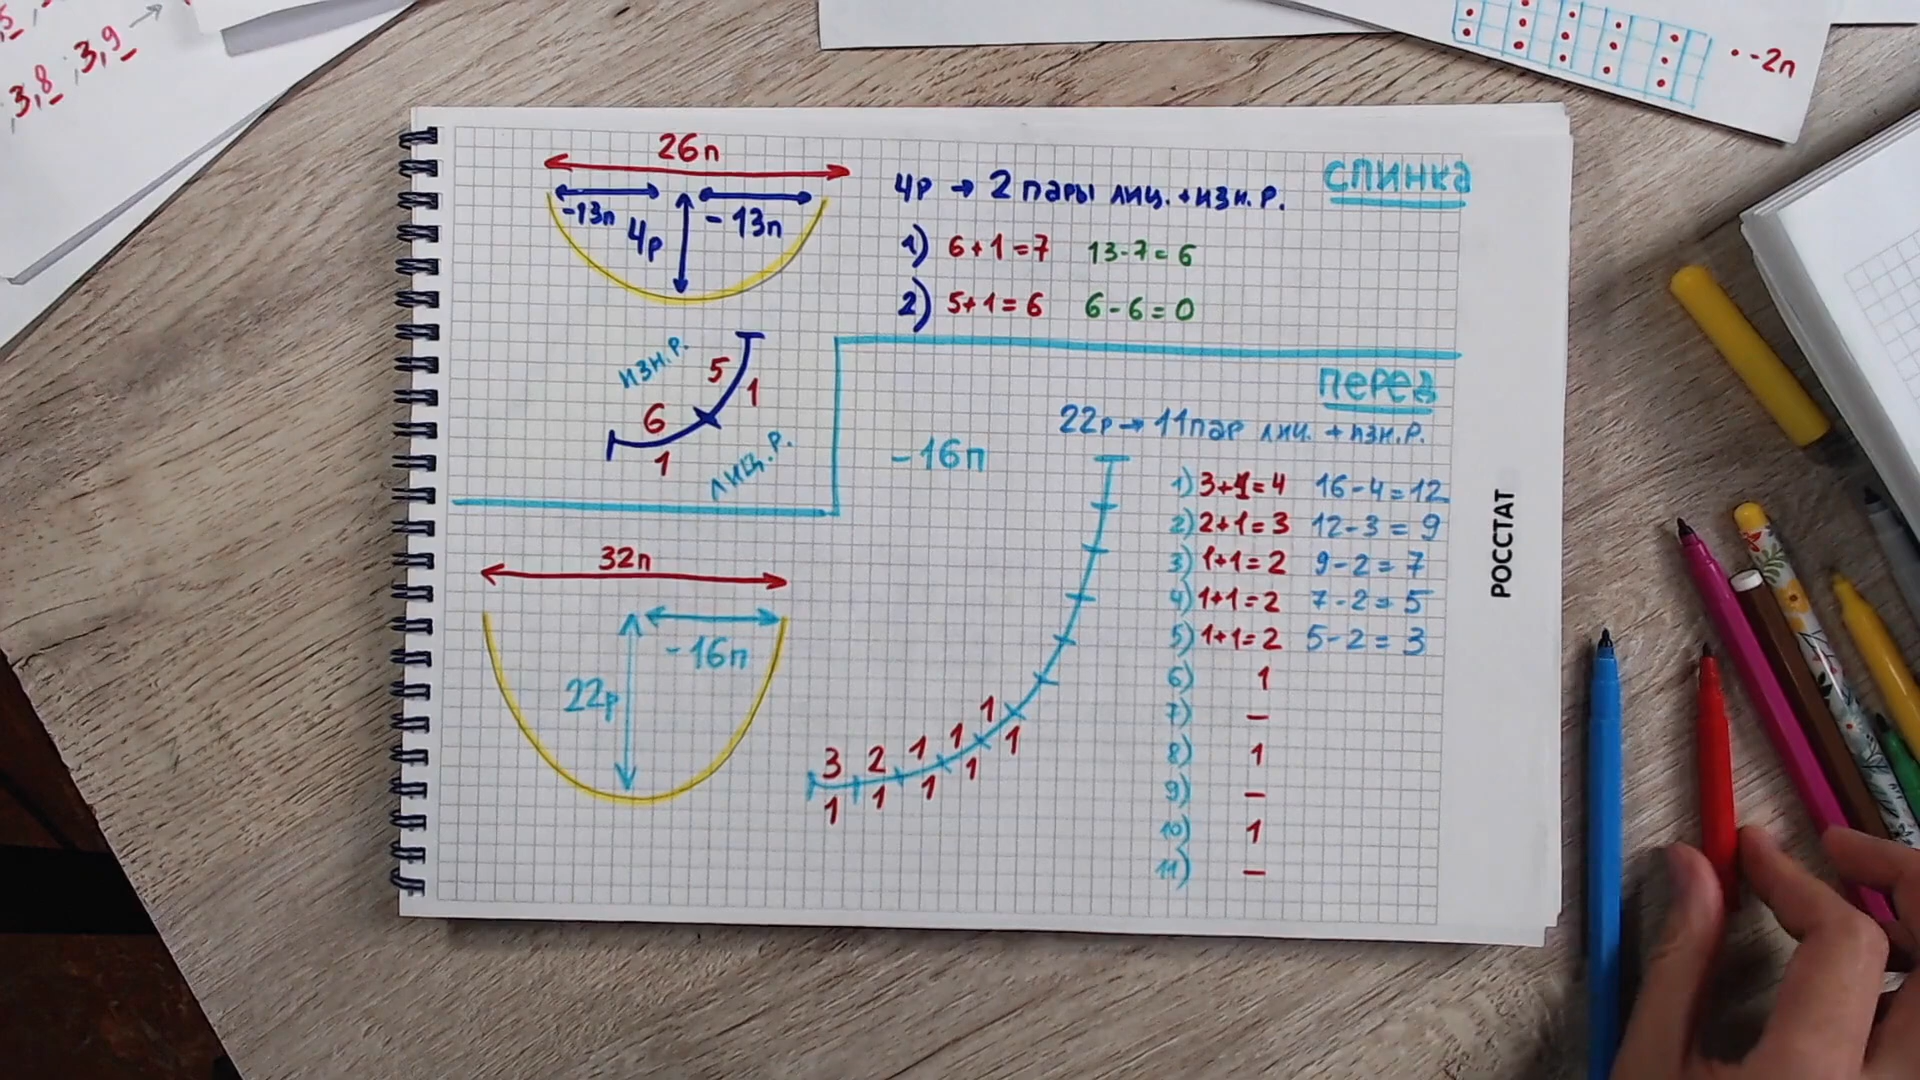 3,8 ; 3,9 →
• -2п
26п
-13п
4р
-13п
4р → 2 пары лиц. + изн. р.
спинка
1) 6+1=7 13-7=6
2) 5+1=6 6-6=0
изн. р.
5
1
6
1
лиц. р.
перед
22р → 11 пар лиц. + изн. р.
-16п
1) 3+1=4 16-4=12
2) 2+1=3 12-3=9
3) 1+1=2 9-2=7
4) 1+1=2 7-2=5
5) 1+1=2 5-2=3
6) 1
7) —
8) 1
9) —
10) 1
11) —
32п
-16п
22р
3 2 1 1 1
1 1 1 1 1
РОССТАТ